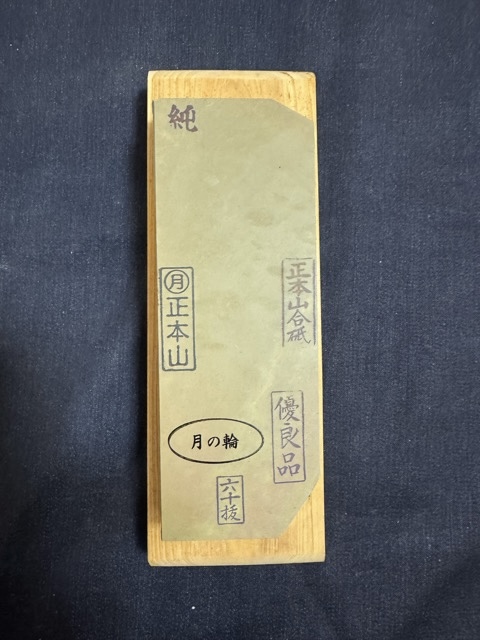 純
㊊正本山
正本山合砥
優良品
月の輪
六十抜